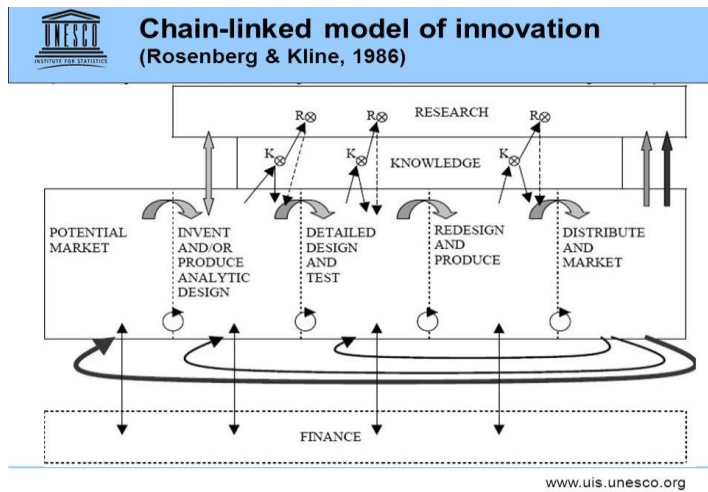 UNESCO
INSTITUTE FOR STATISTICS
Chain-linked model of innovation
(Rosenberg & Kline, 1986)
R R RESEARCH R
K K KNOWLEDGE K
POTENTIAL
MARKET
INVENT
AND/OR
PRODUCE
ANALYTIC
DESIGN
DETAILED
DESIGN
AND
TEST
REDESIGN
AND
PRODUCE
DISTRIBUTE
AND
MARKET
FINANCE
www.uis.unesco.org